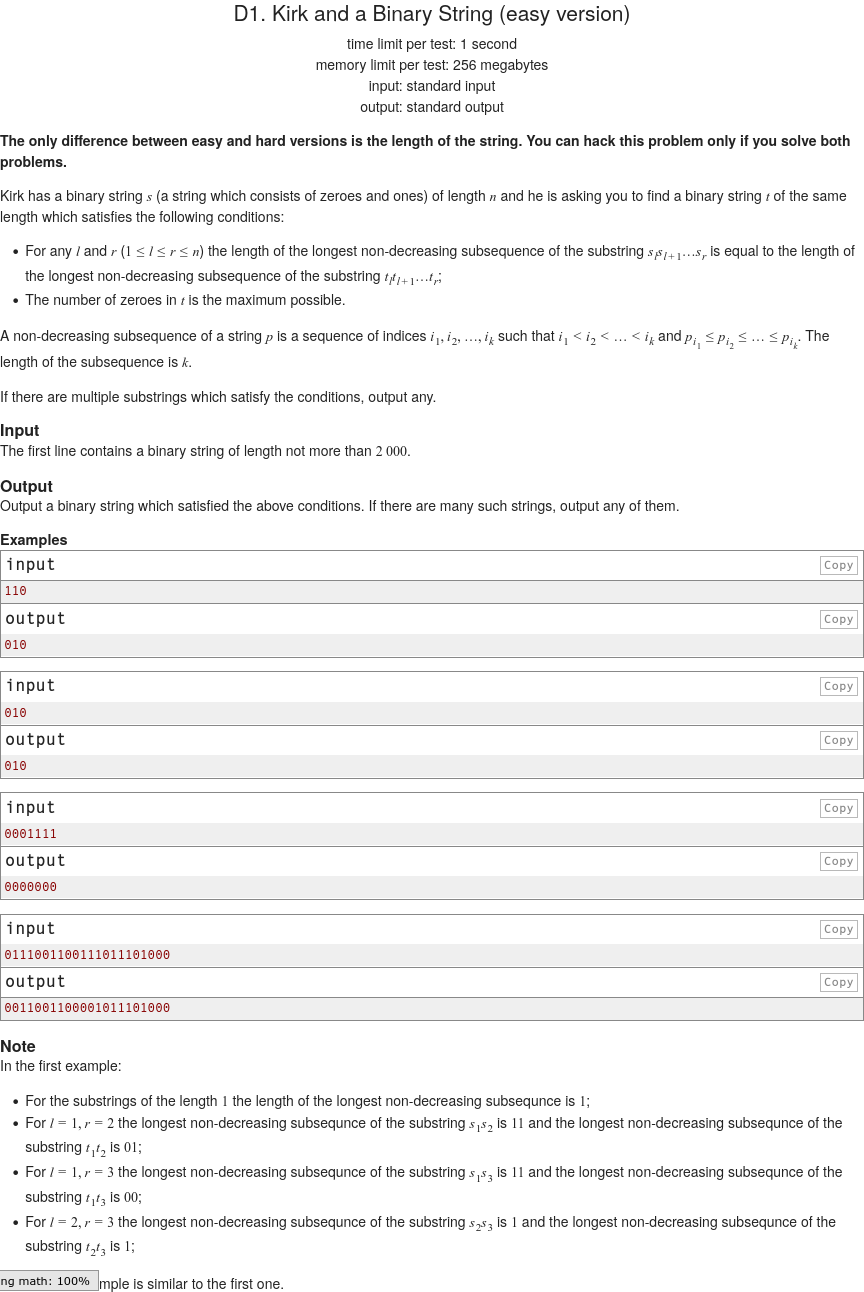 D1. Kirk and a Binary String (easy version)
time limit per test: 1 second
memory limit per test: 256 megabytes
input: standard input
output: standard output
The only difference between easy and hard versions is the length of the string. You can hack this problem only if you solve both
problems.
Kirk has a binary string s (a string which consists of zeroes and ones) of length n and he is asking you to find a binary string t of the same
length which satisfies the following conditions:
• For any l and r (1 ≤ l ≤ r ≤ n) the length of the longest non-decreasing subsequence of the substring s_l s_{l+1}…s_r is equal to the length of
the longest non-decreasing subsequence of the substring t_l t_{l+1}…t_r;
• The number of zeroes in t is the maximum possible.
A non-decreasing subsequence of a string p is a sequence of indices i_1, i_2, …, i_k such that i_1 < i_2 < … < i_k and p_{i_1} ≤ p_{i_2} ≤ … ≤ p_{i_k}. The
length of the subsequence is k.
If there are multiple substrings which satisfy the conditions, output any.
Input
The first line contains a binary string of length not more than 2 000.
Output
Output a binary string which satisfied the above conditions. If there are many such strings, output any of them.
Examples
input Copy
110
output Copy
010
input Copy
010
output Copy
010
input Copy
0001111
output Copy
0000000
input Copy
0111001100111011101000
output Copy
0011001100001011101000
Note
In the first example:
• For the substrings of the length 1 the length of the longest non-decreasing subsequnce is 1;
• For l = 1, r = 2 the longest non-decreasing subsequnce of the substring s_1 s_2 is 11 and the longest non-decreasing subsequnce of the
substring t_1 t_2 is 01;
• For l = 1, r = 3 the longest non-decreasing subsequnce of the substring s_1 s_3 is 11 and the longest non-decreasing subsequnce of the
substring t_1 t_3 is 00;
• For l = 2, r = 3 the longest non-decreasing subsequnce of the substring s_2 s_3 is 1 and the longest non-decreasing subsequnce of the
substring t_2 t_3 is 1;
ng math: 100% mple is similar to the first one.